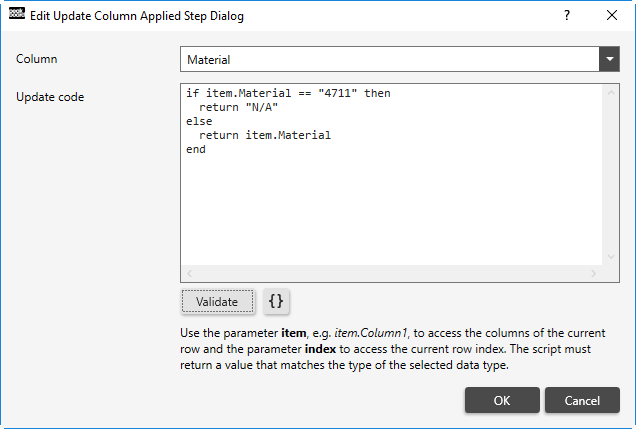 peak
board
Edit Update Column Applied Step Dialog
?
Column
Material
Update code
if item.Material == "4711" then
  return "N/A"
else
  return item.Material
end
Validate
{}
Use the parameter item, e.g. item.Column1, to access the columns of the current
row and the parameter index to access the current row index. The script must
return a value that matches the type of the selected data type.
OK
Cancel